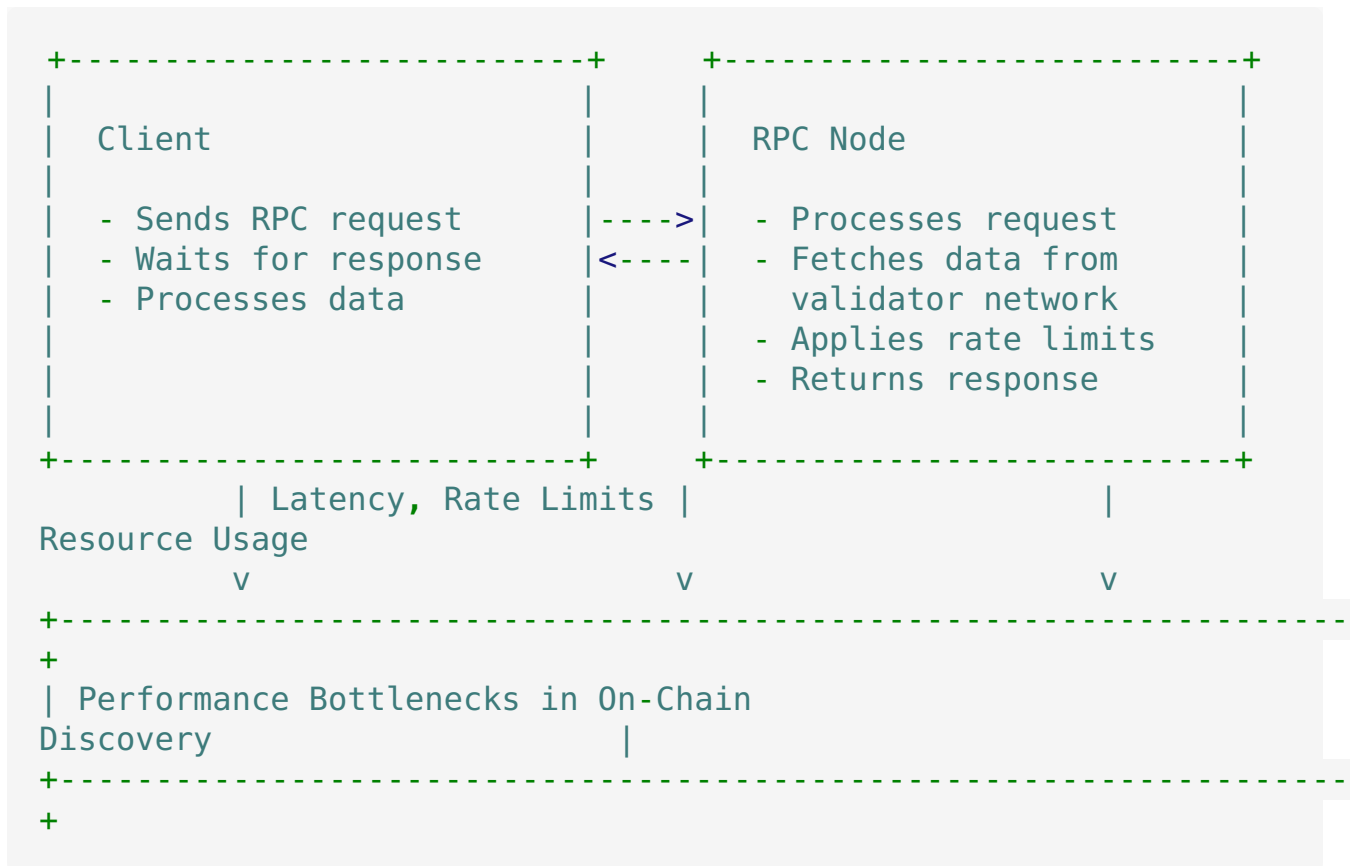 +---------------------------+     +---------------------------+
|                           |     |                           |
|  Client                   |     |  RPC Node                 |
|                           |     |                           |
|  - Sends RPC request      |---->|  - Processes request      |
|  - Waits for response     |<----|  - Fetches data from      |
|  - Processes data         |     |    validator network      |
|                           |     |  - Applies rate limits    |
|                           |     |  - Returns response       |
|                           |     |                           |
+---------------------------+     +---------------------------+
          | Latency, Rate Limits |                     |
Resource Usage
          v                      v                     v
+-------------------------------------------------------------------
+
| Performance Bottlenecks in On-Chain
Discovery                     |
+-------------------------------------------------------------------
+